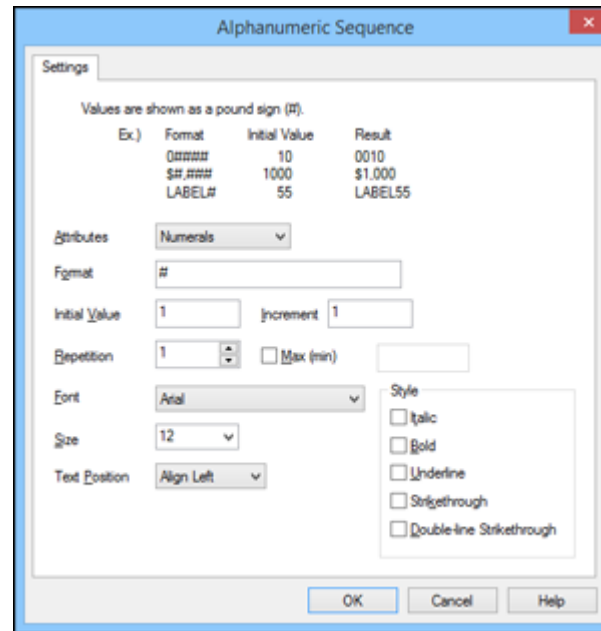 Alphanumeric Sequence
Settings
Values are shown as a pound sign (#).
Ex.) Format Initial Value Result
0#### 10 0010
$#,### 1000 $1,000
LABEL# 55 LABEL55
Attributes Numerals
Format #
Initial Value 1 Increment 1
Repetition 1 Max (min)
Font Arial
Style
Italic
Size 12
Bold
Underline
Text Position Align Left
Strikethrough
Double-line Strikethrough
OK Cancel Help